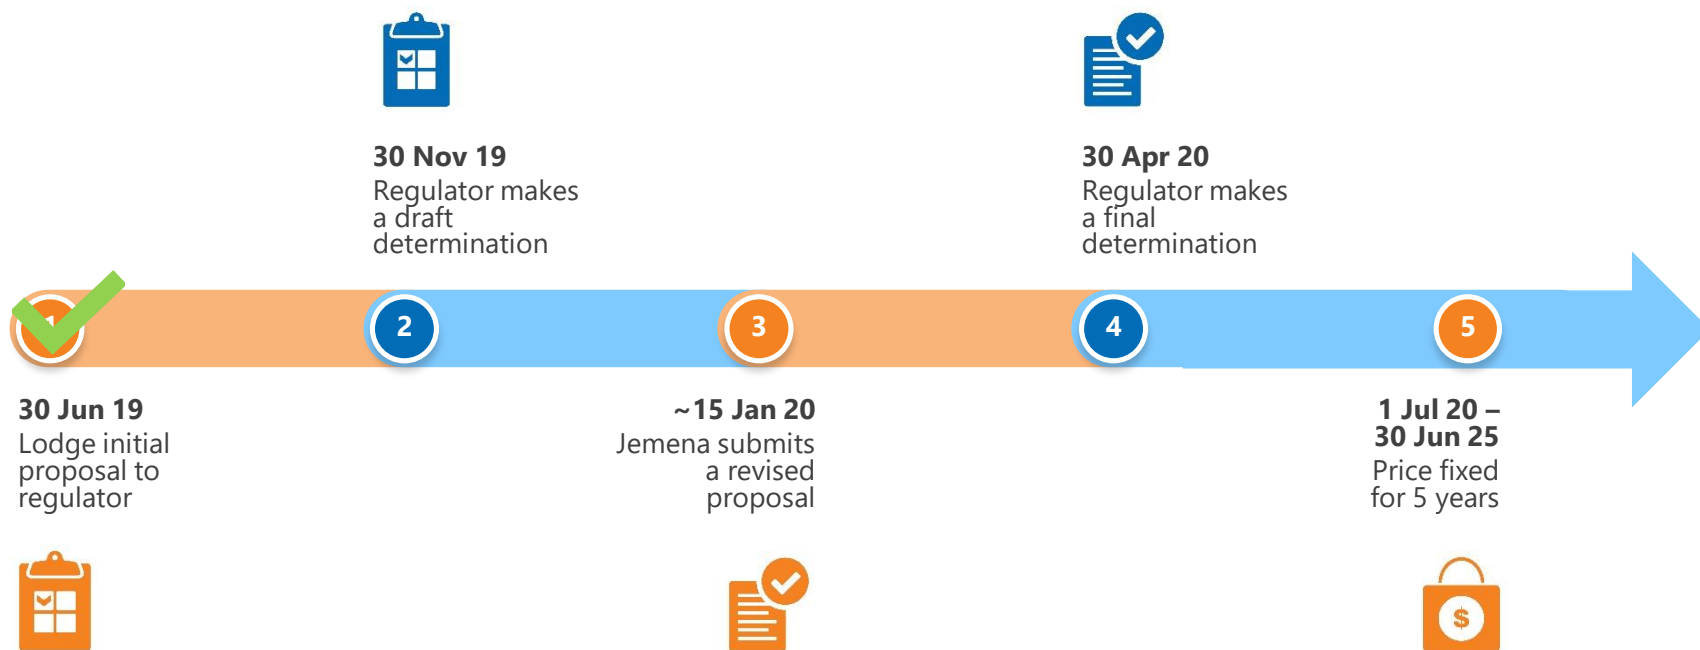 30 Nov 19
Regulator makes
a draft
determination
30 Apr 20
Regulator makes
a final
determination
1
2
3
4
5
30 Jun 19
Lodge initial
proposal to
regulator
~15 Jan 20
Jemena submits
a revised
proposal
1 Jul 20 –
30 Jun 25
Price fixed
for 5 years
$